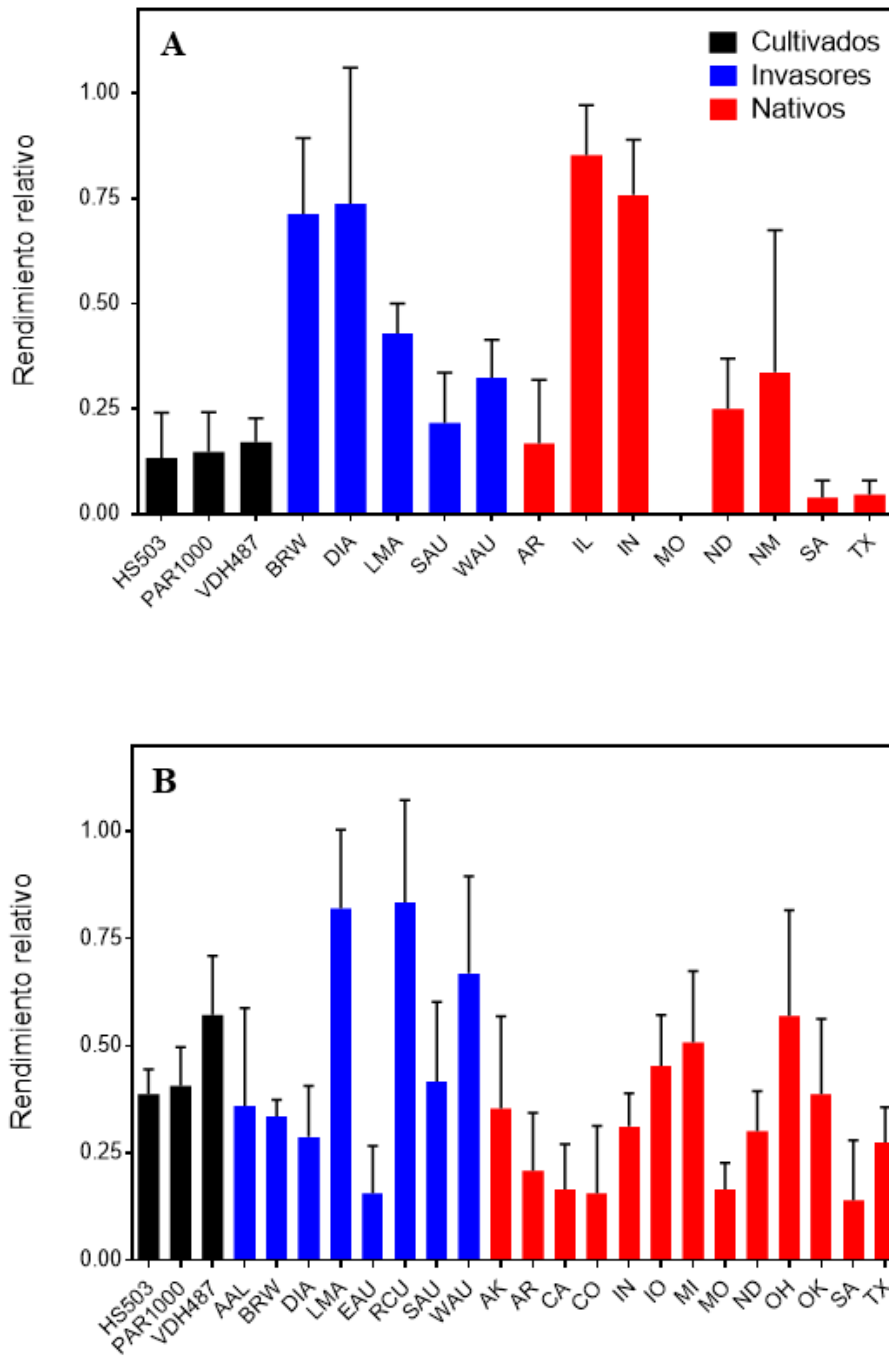 A
Cultivados
Invasores
Nativos
Rendimiento relativo
1.00
0.75
0.50
0.25
0.00
HS503
PAR1000
VDH487
BRW
DIA
LMA
SAU
WAU
AR
IL
IN
MO
ND
NM
SA
TX
B
Rendimiento relativo
1.00
0.75
0.50
0.25
0.00
HS503
PAR1000
VDH487
AAL
BRW
DIA
LMA
EAU
RCU
SAU
WAU
AK
AR
CA
CO
IN
IO
MI
MO
ND
OH
OK
SA
TX